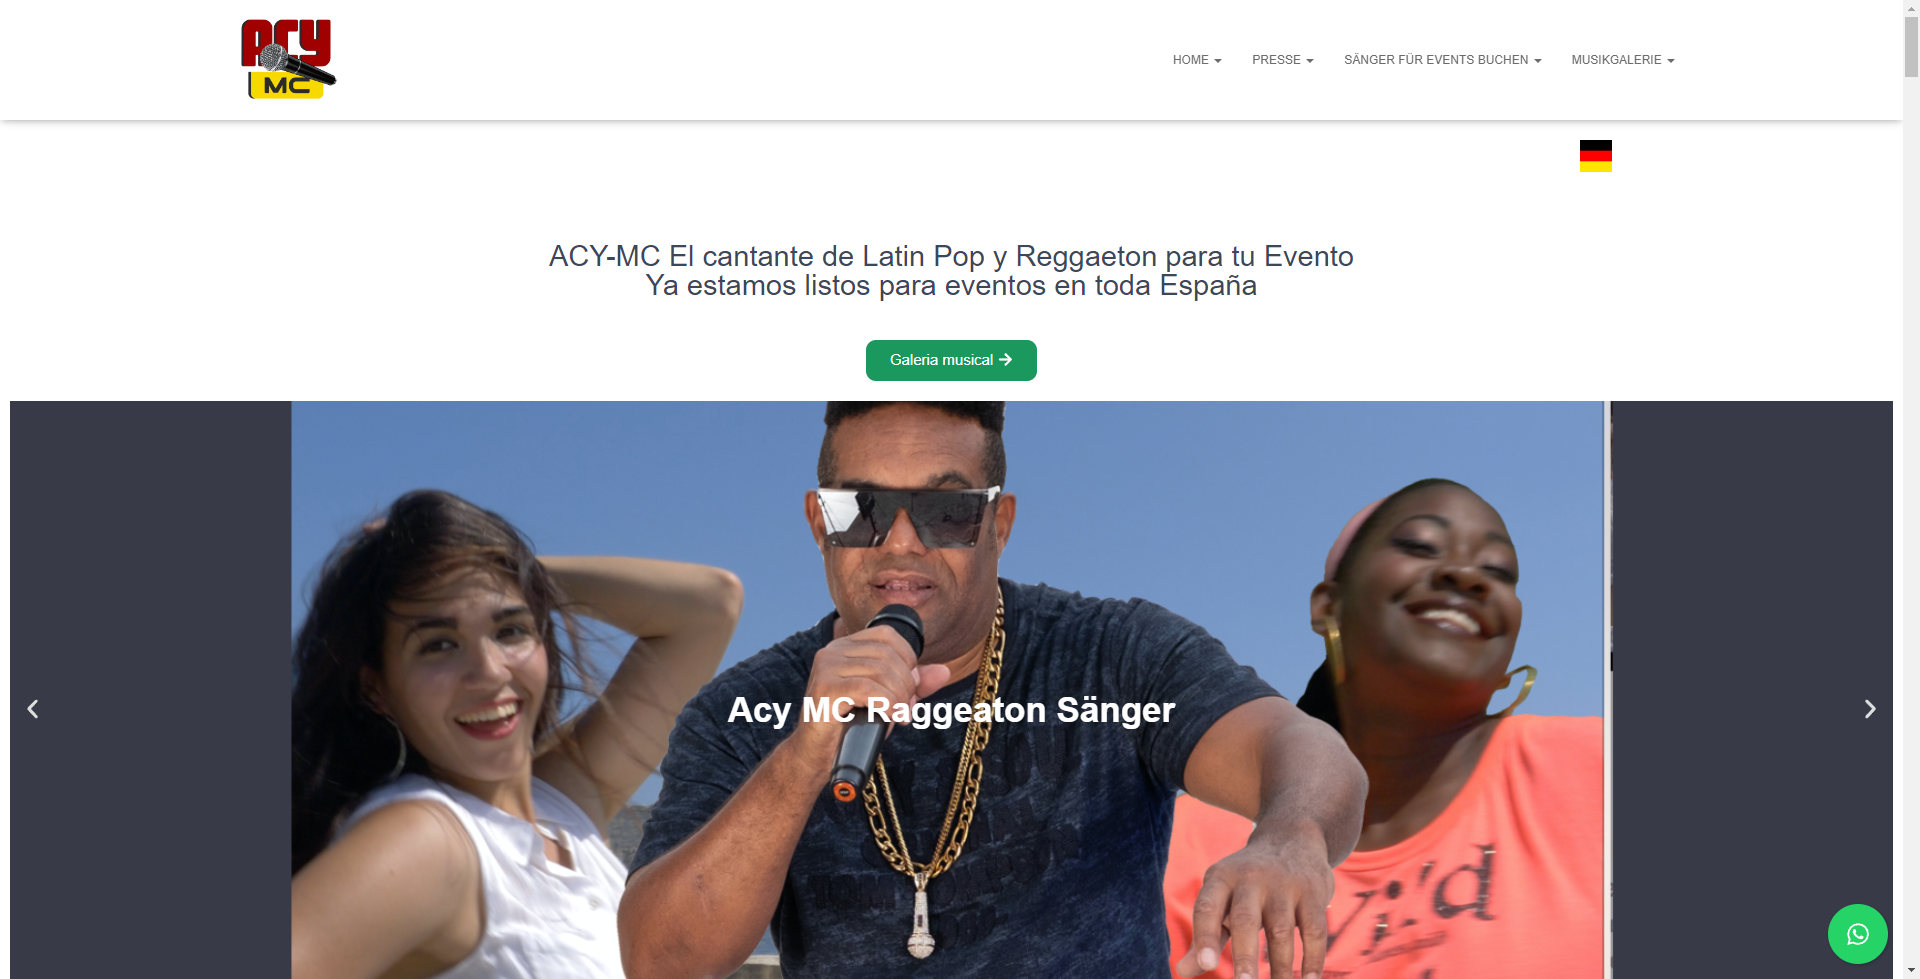 ACY
MC
HOME
PRESSE
SÄNGER FÜR EVENTS BUCHEN
MUSIKGALERIE
ACY-MC El cantante de Latin Pop y Reggaeton para tu Evento
Ya estamos listos para eventos en toda España
Galeria musical
Acy MC Raggeaton Sänger